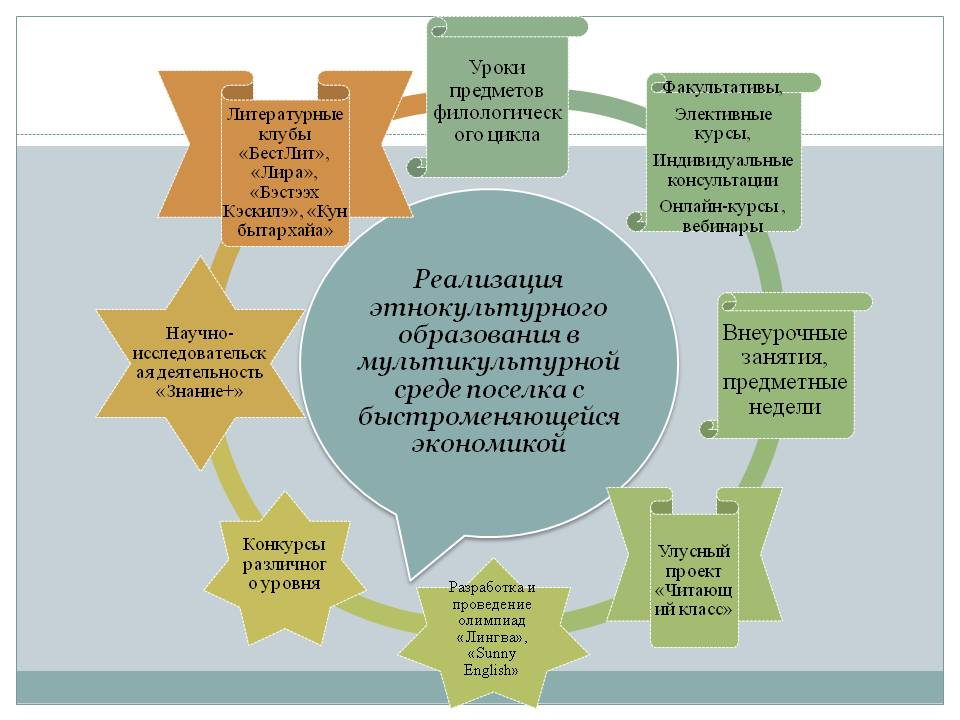 Уроки
предметов
филологическ
ого цикла
Факультативы,
Элективные
курсы,
Индивидуальные
консультации
Онлайн-курсы ,
вебинары
Внеурочные
занятия,
предметные
недели
Улусный
проект
«Читающ
ий класс»
Разработка и
проведение
олимпиад
«Лингва»,
«Sunny
English»
Конкурсы
различног
о уровня
Научно-
исследовательск
ая деятельность
«Знание+»
Литературные
клубы
«БестЛит»,
«Лира»,
«Бэстээх
Кэскилэ», «Кун
бытархайа»
Реализация
этнокультурного
образования в
мультикультурной
среде поселка с
быстроменяющейся
экономикой